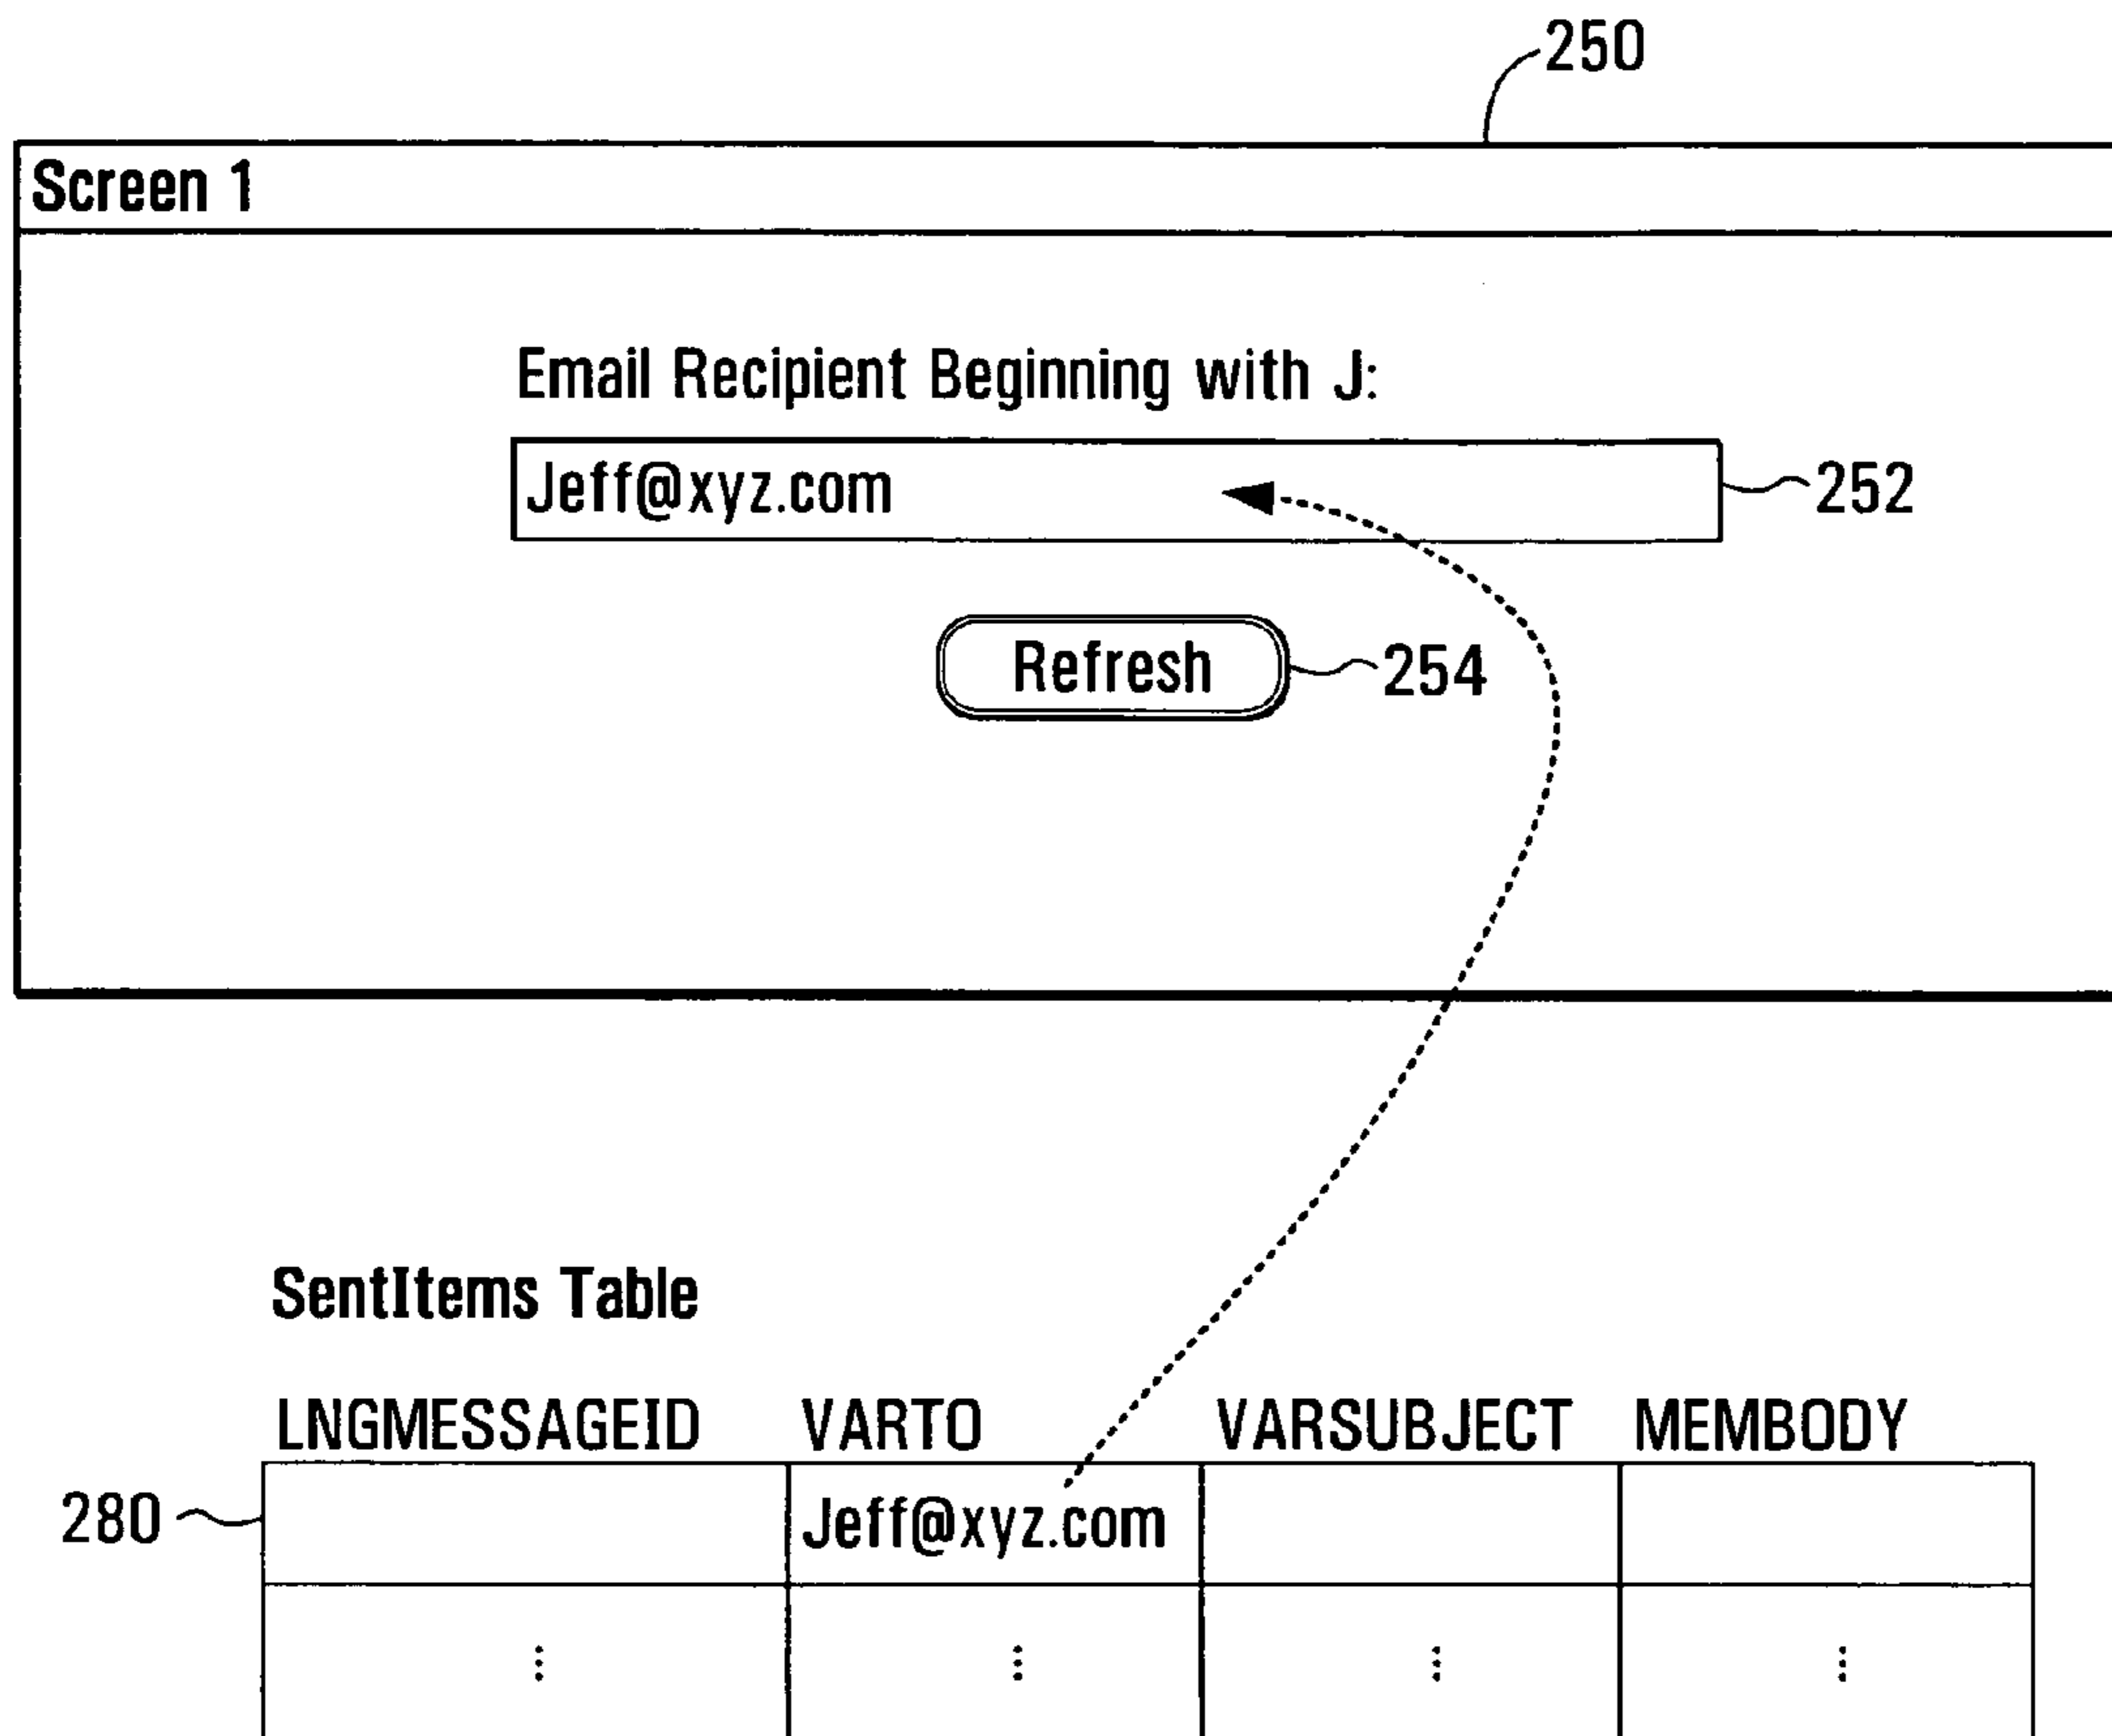 250
Screen 1
Email Recipient Beginning with J:
Jeff@xyz.com
252
Refresh
254
SentItems Table
LNGMESSAGEID VARTO VARSUBJECT MEMBODY
280 Jeff@xyz.com